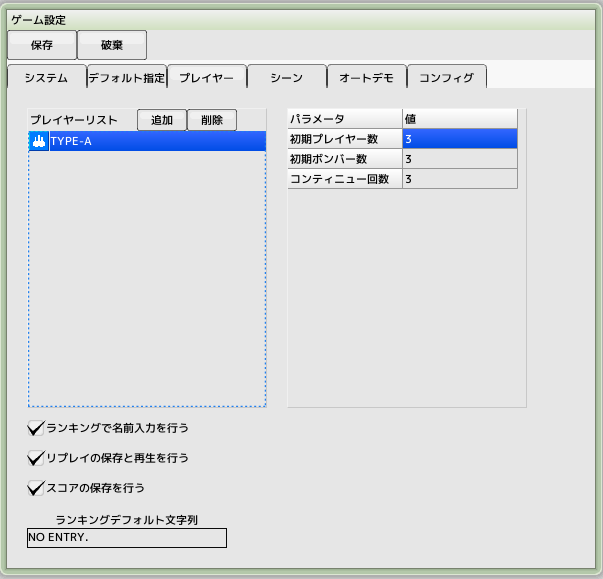 ゲーム設定
保存 破棄
システム デフォルト指定 プレイヤー シーン オートデモ コンフィグ
プレイヤーリスト 追加 削除
TYPE-A
パラメータ 値
初期プレイヤー数 3
初期ボンバー数 3
コンティニュー回数 3
ランキングで名前入力を行う
リプレイの保存と再生を行う
スコアの保存を行う
ランキングデフォルト文字列
NO ENTRY.